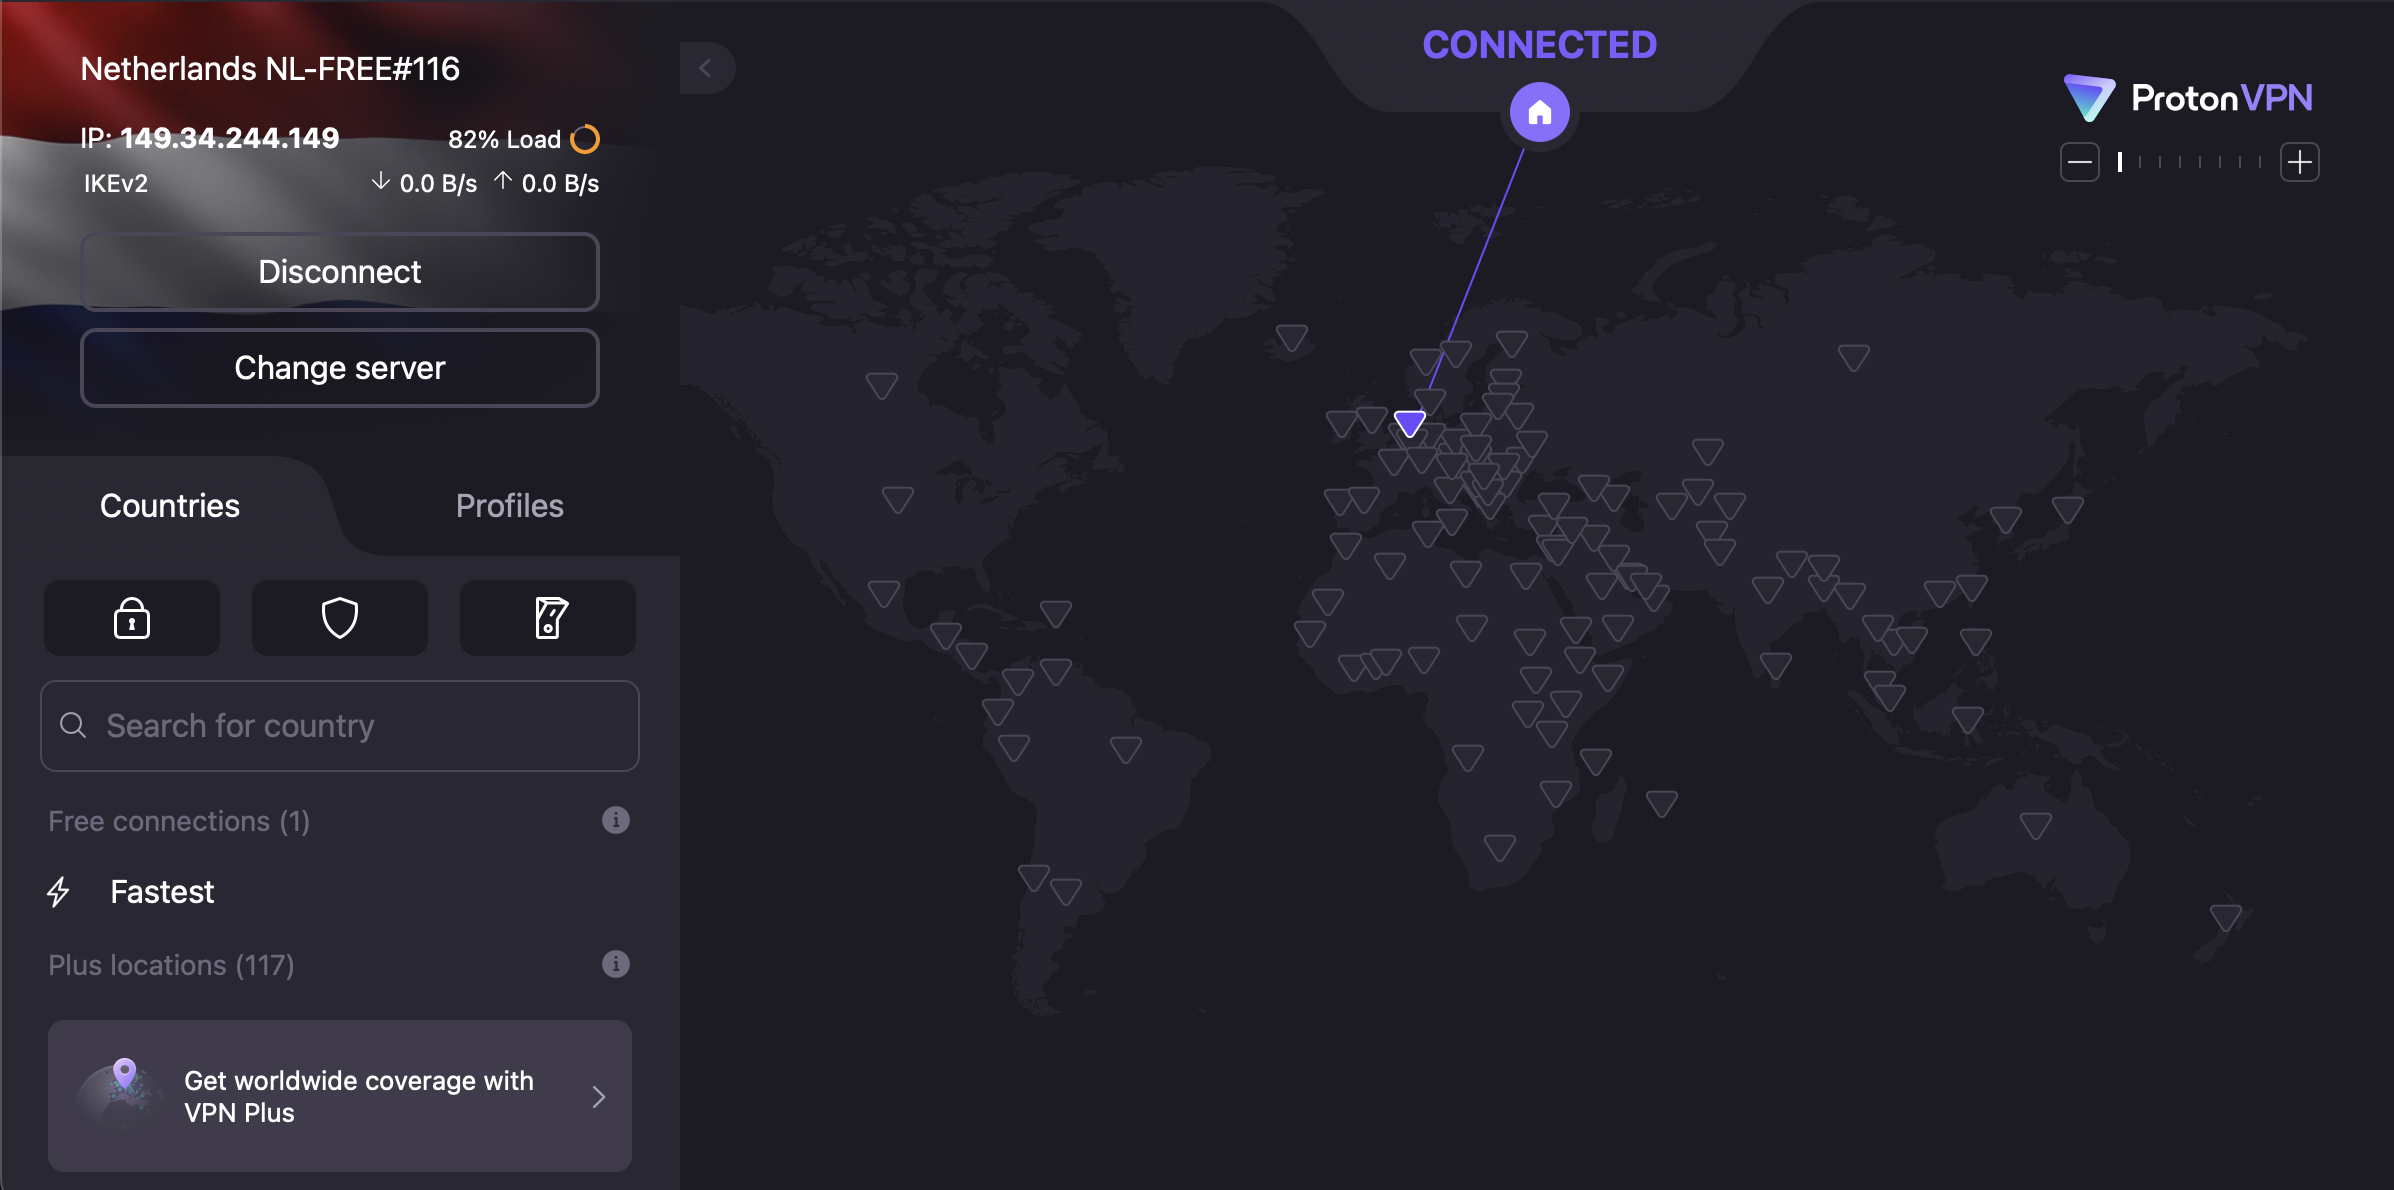 Netherlands NL-FREE#116
IP: 149.34.244.149
82% Load
IKEv2
↓ 0.0 B/s ↑ 0.0 B/s
Disconnect
Change server
Countries
Profiles
Search for country
Free connections (1)
Fastest
Plus locations (117)
Get worldwide coverage with
VPN Plus
CONNECTED
ProtonVPN